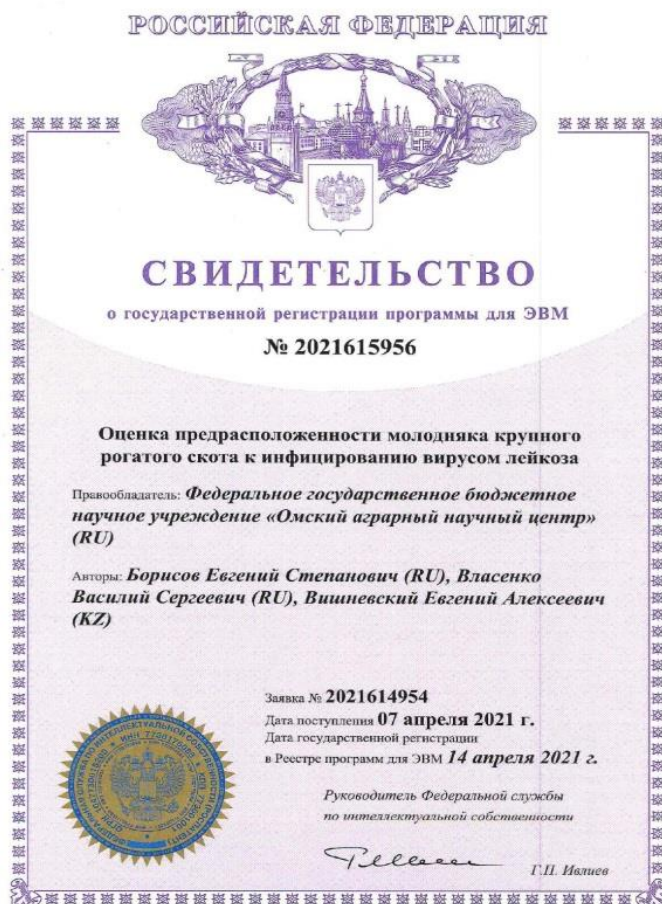 РОССИЙСКАЯ ФЕДЕРАЦИЯ
СВИДЕТЕЛЬСТВО
о государственной регистрации программы для ЭВМ
№ 2021615956
Оценка предрасположенности молодняка крупного
рогатого скота к инфицированию вирусом лейкоза
Правообладатель: Федеральное государственное бюджетное
научное учреждение «Омский аграрный научный центр»
(RU)
Авторы: Борисов Евгений Степанович (RU), Власенко
Василий Сергеевич (RU), Вишневский Евгений Алексеевич
(KZ)
Заявка № 2021614954
Дата поступления 07 апреля 2021 г.
Дата государственной регистрации
в Реестре программ для ЭВМ 14 апреля 2021 г.
Руководитель Федеральной службы
по интеллектуальной собственности
Г.П. Ивлиев